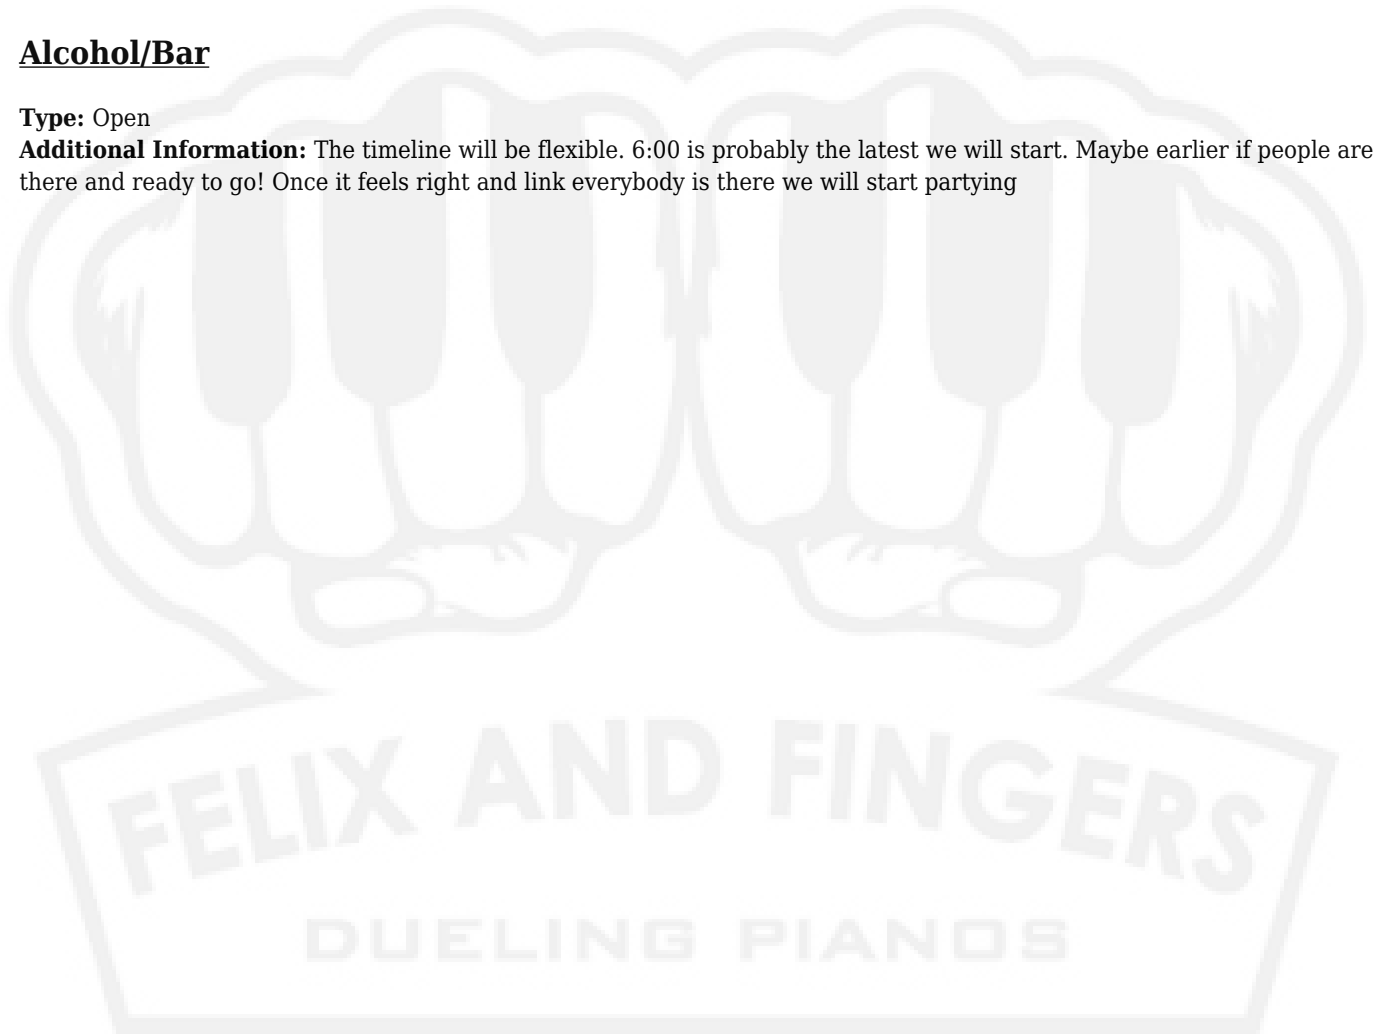 Alcohol/Bar
Type: Open
Additional Information: The timeline will be flexible. 6:00 is probably the latest we will start. Maybe earlier if people are
there and ready to go! Once it feels right and link everybody is there we will start partying
FELIX AND FINGERS
DUELING PIANOS